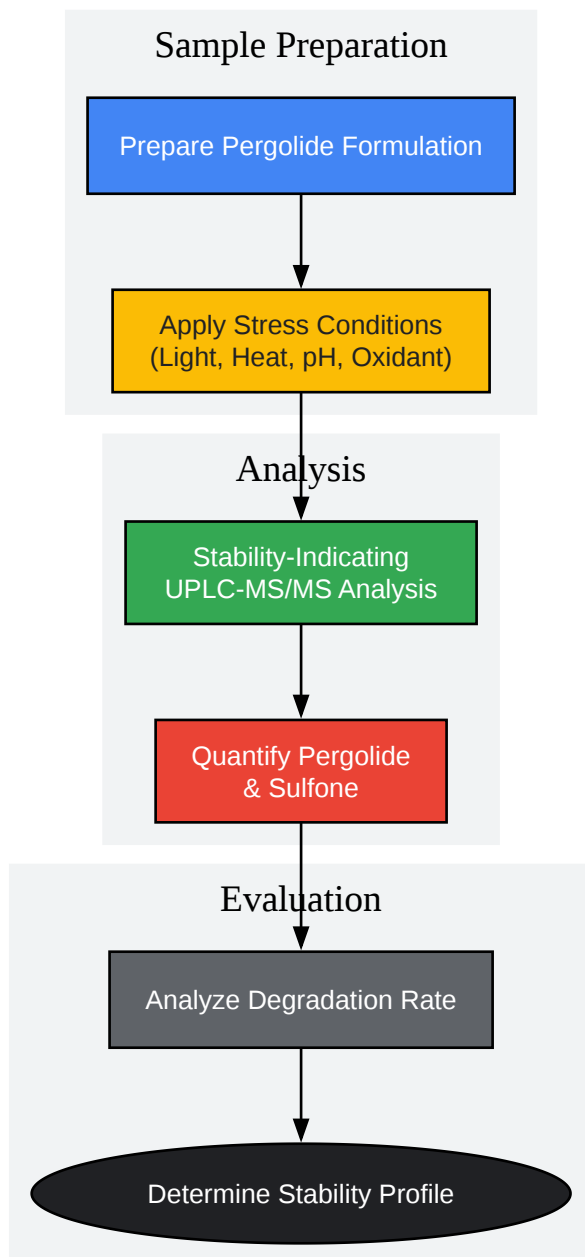 Sample Preparation
Prepare Pergolide Formulation
Apply Stress Conditions
(Light, Heat, pH, Oxidant)
Analysis
Stability-Indicating
UPLC-MS/MS Analysis
Quantify Pergolide
& Sulfone
Evaluation
Analyze Degradation Rate
Determine Stability Profile